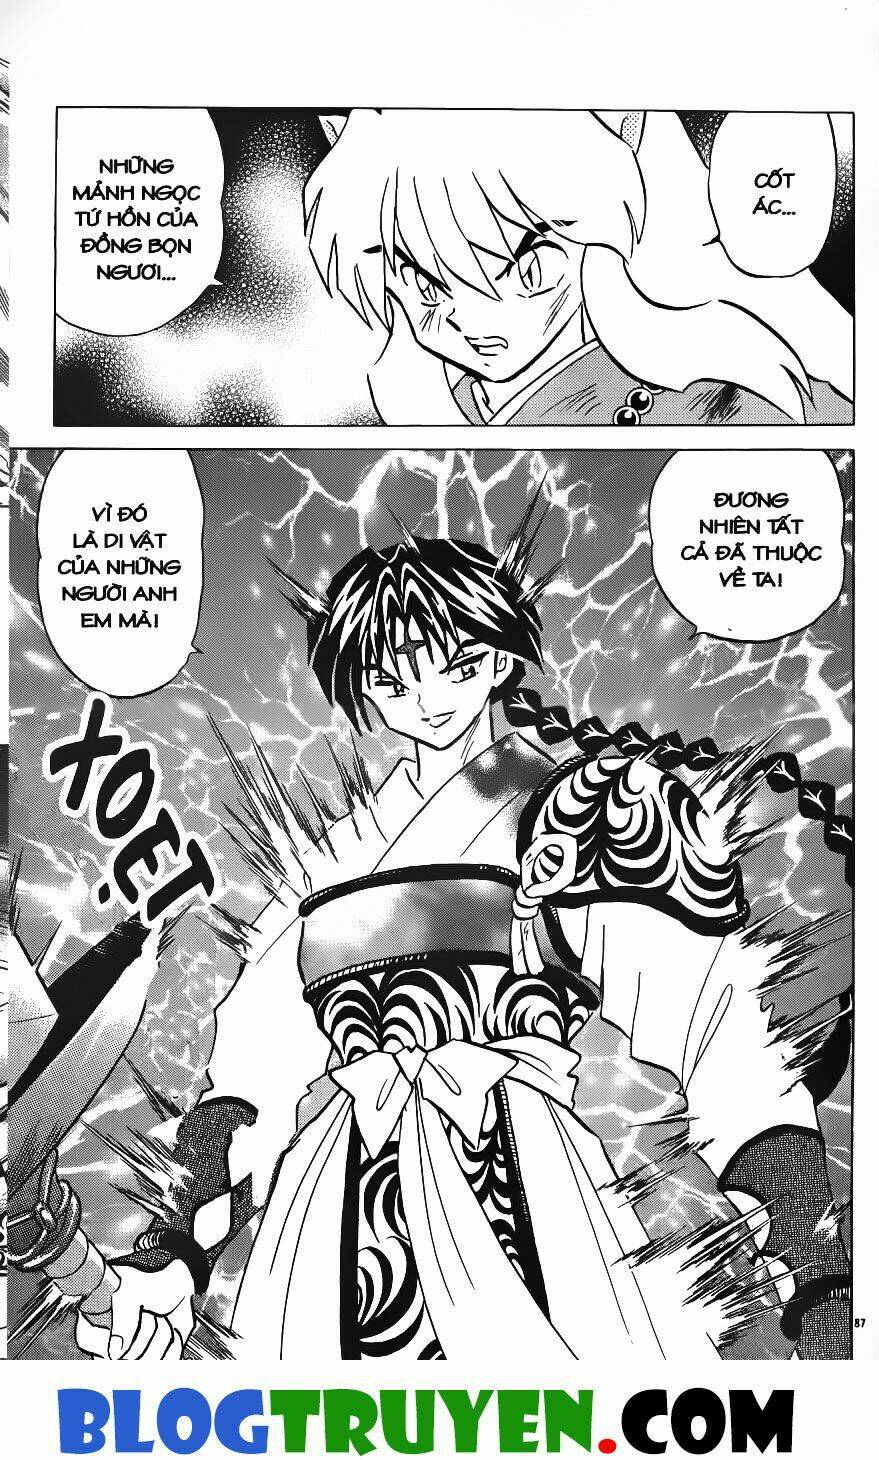 CỐT
ÁC...
NHỮNG
MẢNH NGỌC
TỨ HỒN CỦA
ĐỒNG BỌN
NGƯƠI...
ĐƯƠNG
NHIÊN TẤT
CẢ ĐÃ THUỘC
VỀ TA!
VÌ ĐÓ
LÀ DI VẬT
CỦA NHỮNG
NGƯỜI ANH
EM MÀ!
XOẸT
87
BLOGTRUYEN.COM